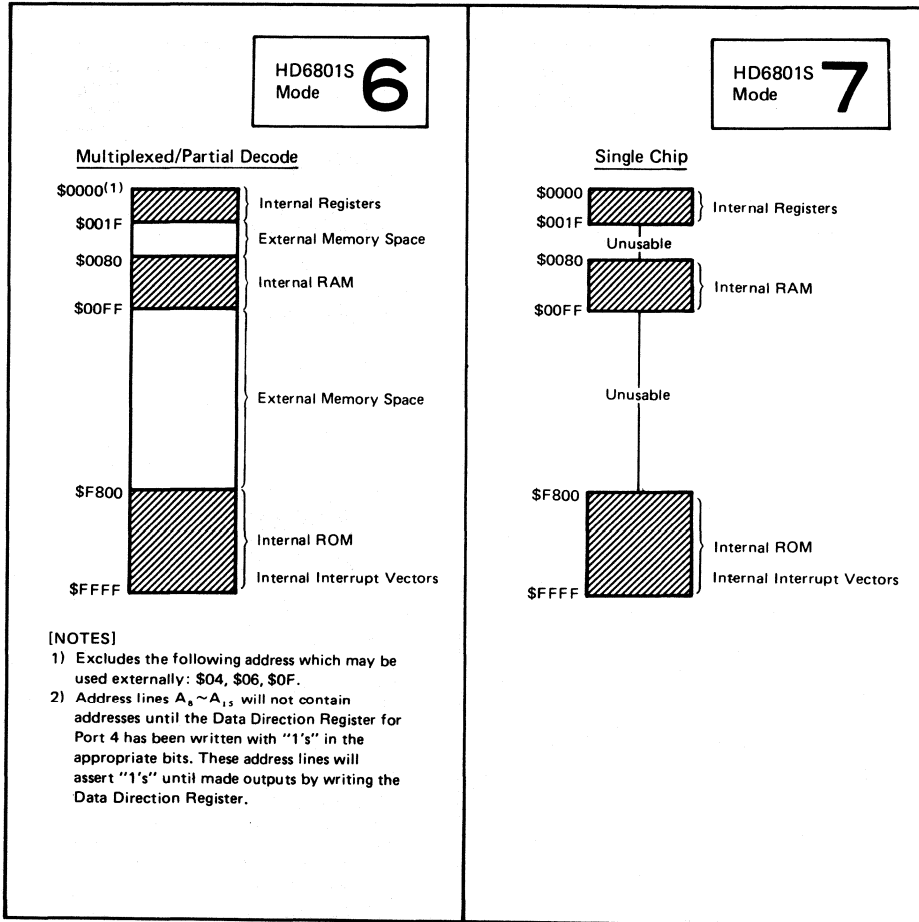 HD6801S
Mode
6
Multiplexed/Partial Decode
$0000(1)
Internal Registers
$001F
External Memory Space
$0080
Internal RAM
$00FF
External Memory Space
$F800
Internal ROM
Internal Interrupt Vectors
$FFFF
[NOTES]
1) Excludes the following address which may be
used externally: $04, $06, $0F.
2) Address lines A₈~A₁₅ will not contain
addresses until the Data Direction Register for
Port 4 has been written with "1's" in the
appropriate bits. These address lines will
assert "1's" until made outputs by writing the
Data Direction Register.
HD6801S
Mode
7
Single Chip
$0000
Internal Registers
$001F
Unusable
$0080
Internal RAM
$00FF
Unusable
$F800
Internal ROM
Internal Interrupt Vectors
$FFFF